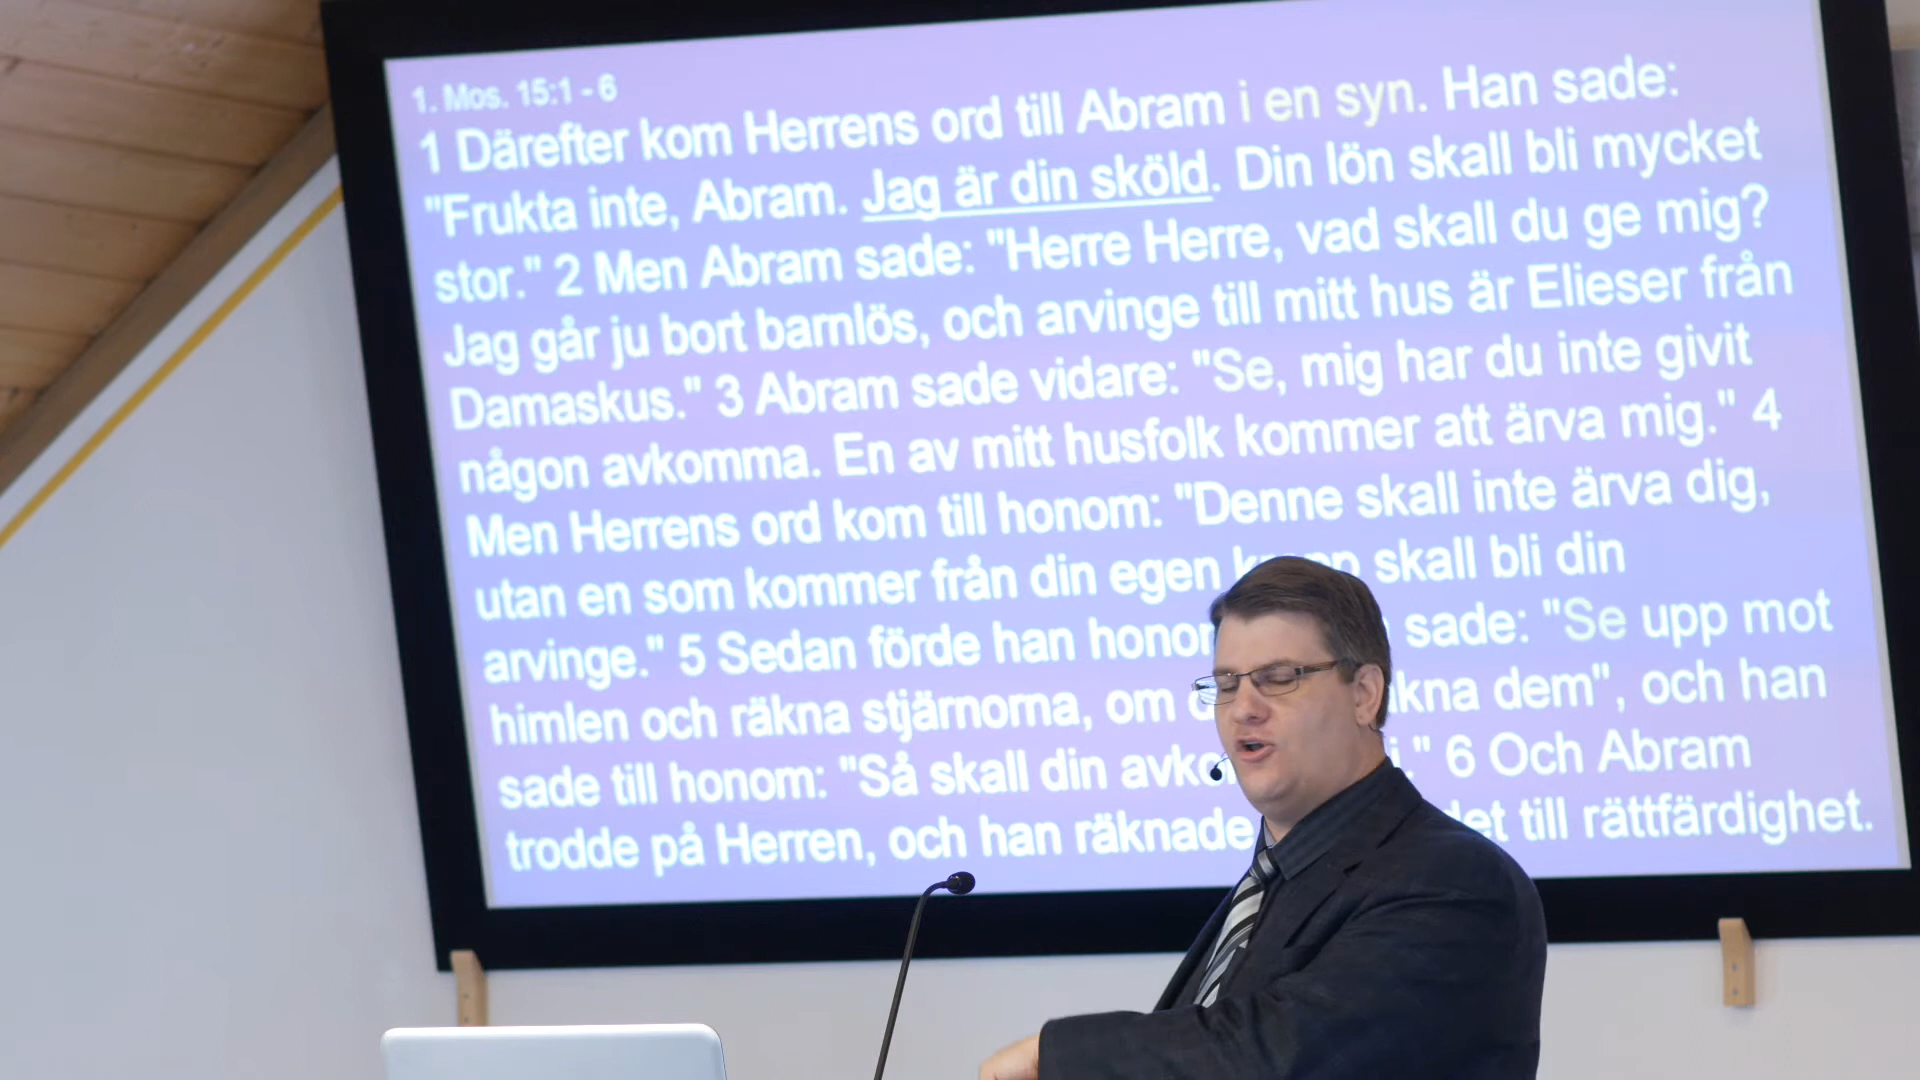 1. Mos. 15:1 - 6
1 Därefter kom Herrens ord till Abram i en syn. Han sade:
"Frukta inte, Abram. Jag är din sköld. Din lön skall bli mycket
stor." 2 Men Abram sade: "Herre Herre, vad skall du ge mig?
Jag går ju bort barnlös, och arvinge till mitt hus är Elieser från
Damaskus." 3 Abram sade vidare: "Se, mig har du inte givit
någon avkomma. En av mitt husfolk kommer att ärva mig." 4
Men Herrens ord kom till honom: "Denne skall inte ärva dig,
utan en som kommer från din egen kropp skall bli din
arvinge." 5 Sedan förde han sade: "Se upp mot
himlen och räkna stjärnorna, om dem", och han
sade till honom: "Så skall din 6 Och Abram
trodde på Herren, och han räknade till rättfärdighet.